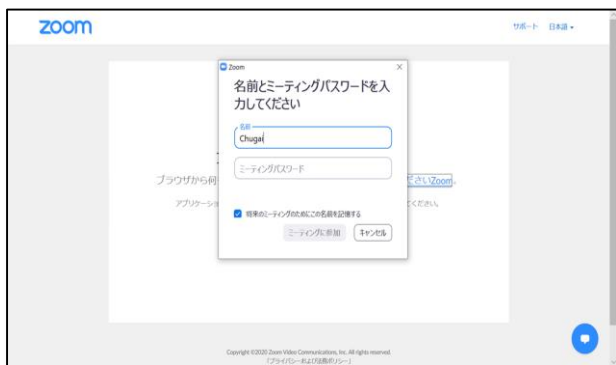 zoom
サポート 日本語
Zoom
名前とミーティングパスワードを入
力してください
名前
Chugai
ミーティングパスワード
ブラウザから何
ださいZoom。
アプリケーショ
てください。
将来のミーティングのためにこの名前を記憶する
ミーティングに参加 キャンセル
Copyright ©2020 Zoom Video Communications, Inc. All rights reserved.
「プライバシーおよび法務ポリシー」